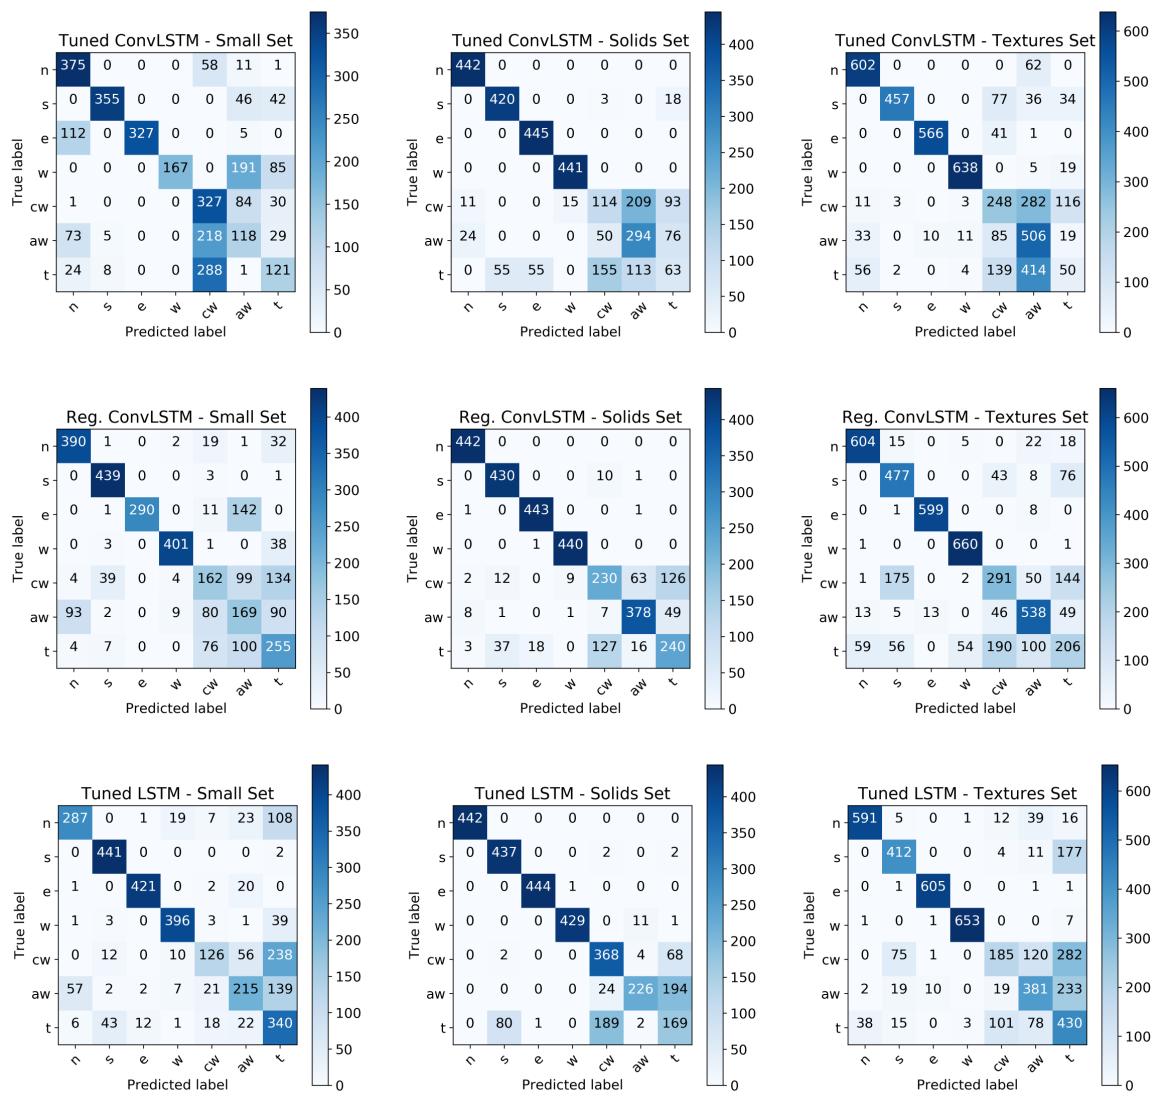 Tuned ConvLSTM - Small Set
n 375 0 0 0 58 11 1
s 0 355 0 0 0 46 42
e 112 0 327 0 0 5 0
w 0 0 0 167 0 191 85
cw 1 0 0 0 327 84 30
aw 73 5 0 0 218 118 29
t 24 8 0 0 288 1 121
n s e w cw aw t
True label
Predicted label
350
300
250
200
150
100
50
0
Tuned ConvLSTM - Solids Set
n 442 0 0 0 0 0 0
s 0 420 0 0 3 0 18
e 0 0 445 0 0 0 0
w 0 0 0 441 0 0 0
cw 11 0 0 15 114 209 93
aw 24 0 0 0 50 294 76
t 0 55 55 0 155 113 63
n s e w cw aw t
True label
Predicted label
400
350
300
250
200
150
100
50
0
Tuned ConvLSTM - Textures Set
n 602 0 0 0 0 62 0
s 0 457 0 0 77 36 34
e 0 0 566 0 41 1 0
w 0 0 0 638 0 5 19
cw 11 3 0 3 248 282 116
aw 33 0 10 11 85 506 19
t 56 2 0 4 139 414 50
n s e w cw aw t
True label
Predicted label
600
500
400
300
200
100
0
Reg. ConvLSTM - Small Set
n 390 1 0 2 19 1 32
s 0 439 0 0 3 0 1
e 0 1 290 0 11 142 0
w 0 3 0 401 1 0 38
cw 4 39 0 4 162 99 134
aw 93 2 0 9 80 169 90
t 4 7 0 0 76 100 255
n s e w cw aw t
True label
Predicted label
400
350
300
250
200
150
100
50
0
Reg. ConvLSTM - Solids Set
n 442 0 0 0 0 0 0
s 0 430 0 0 10 1 0
e 1 0 443 0 0 1 0
w 0 0 1 440 0 0 0
cw 2 12 0 9 230 63 126
aw 8 1 0 1 7 378 49
t 3 37 18 0 127 16 240
n s e w cw aw t
True label
Predicted label
400
350
300
250
200
150
100
50
0
Reg. ConvLSTM - Textures Set
n 604 15 0 5 0 22 18
s 0 477 0 0 43 8 76
e 0 1 599 0 0 8 0
w 1 0 0 660 0 0 1
cw 1 175 0 2 291 50 144
aw 13 5 13 0 46 538 49
t 59 56 0 54 190 100 206
n s e w cw aw t
True label
Predicted label
600
500
400
300
200
100
0
Tuned LSTM - Small Set
n 287 0 1 19 7 23 108
s 0 441 0 0 0 0 2
e 1 0 421 0 2 20 0
w 1 3 0 396 3 1 39
cw 0 12 0 10 126 56 238
aw 57 2 2 7 21 215 139
t 6 43 12 1 18 22 340
n s e w cw aw t
True label
Predicted label
400
350
300
250
200
150
100
50
0
Tuned LSTM - Solids Set
n 442 0 0 0 0 0 0
s 0 437 0 0 2 0 2
e 0 0 444 1 0 0 0
w 0 0 0 429 0 11 1
cw 0 2 0 0 368 4 68
aw 0 0 0 0 24 226 194
t 0 80 1 0 189 2 169
n s e w cw aw t
True label
Predicted label
400
350
300
250
200
150
100
50
0
Tuned LSTM - Textures Set
n 591 5 0 1 12 39 16
s 0 412 0 0 4 11 177
e 0 1 605 0 0 1 1
w 1 0 1 653 0 0 7
cw 0 75 1 0 185 120 282
aw 2 19 10 0 19 381 233
t 38 15 0 3 101 78 430
n s e w cw aw t
True label
Predicted label
600
500
400
300
200
100
0